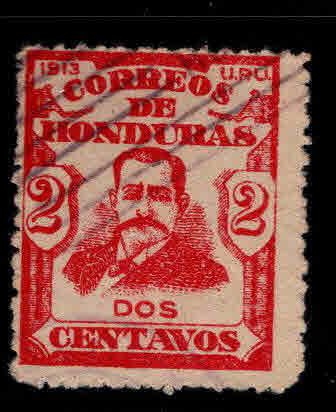 1913 U.P.U.
CORREOS
DE
HONDURAS
2 2
DOS
CENTAVOS